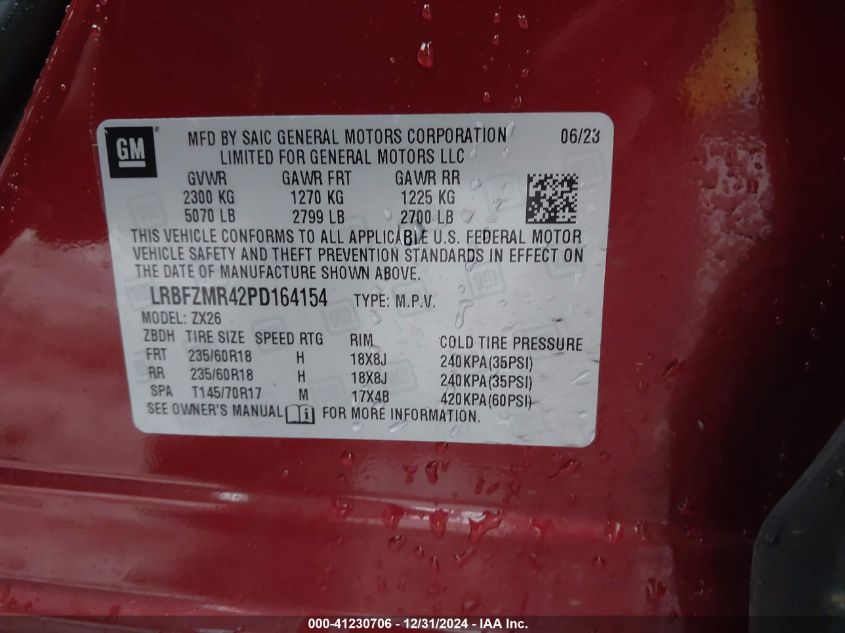 GM
MFD BY SAIC GENERAL MOTORS CORPORATION 06/23
LIMITED FOR GENERAL MOTORS LLC
GVWR GAWR FRT GAWR RR
2300 KG 1270 KG 1225 KG
5070 LB 2799 LB 2700 LB
THIS VEHICLE CONFORMS TO ALL APPLICABLE U.S. FEDERAL MOTOR
VEHICLE SAFETY AND THEFT PREVENTION STANDARDS IN EFFECT ON
THE DATE OF MANUFACTURE SHOWN ABOVE.
LRBFZMR42PD164154 TYPE: M.P.V.
MODEL: ZX26
ZBDH TIRE SIZE SPEED RTG RIM COLD TIRE PRESSURE
FRT 235/60R18 H 18X8J 240KPA(35PSI)
RR 235/60R18 H 18X8J 240KPA(35PSI)
SPA T145/70R17 M 17X4B 420KPA(60PSI)
SEE OWNER'S MANUAL i FOR MORE INFORMATION.
000-41230706 - 12/31/2024 - IAA Inc.